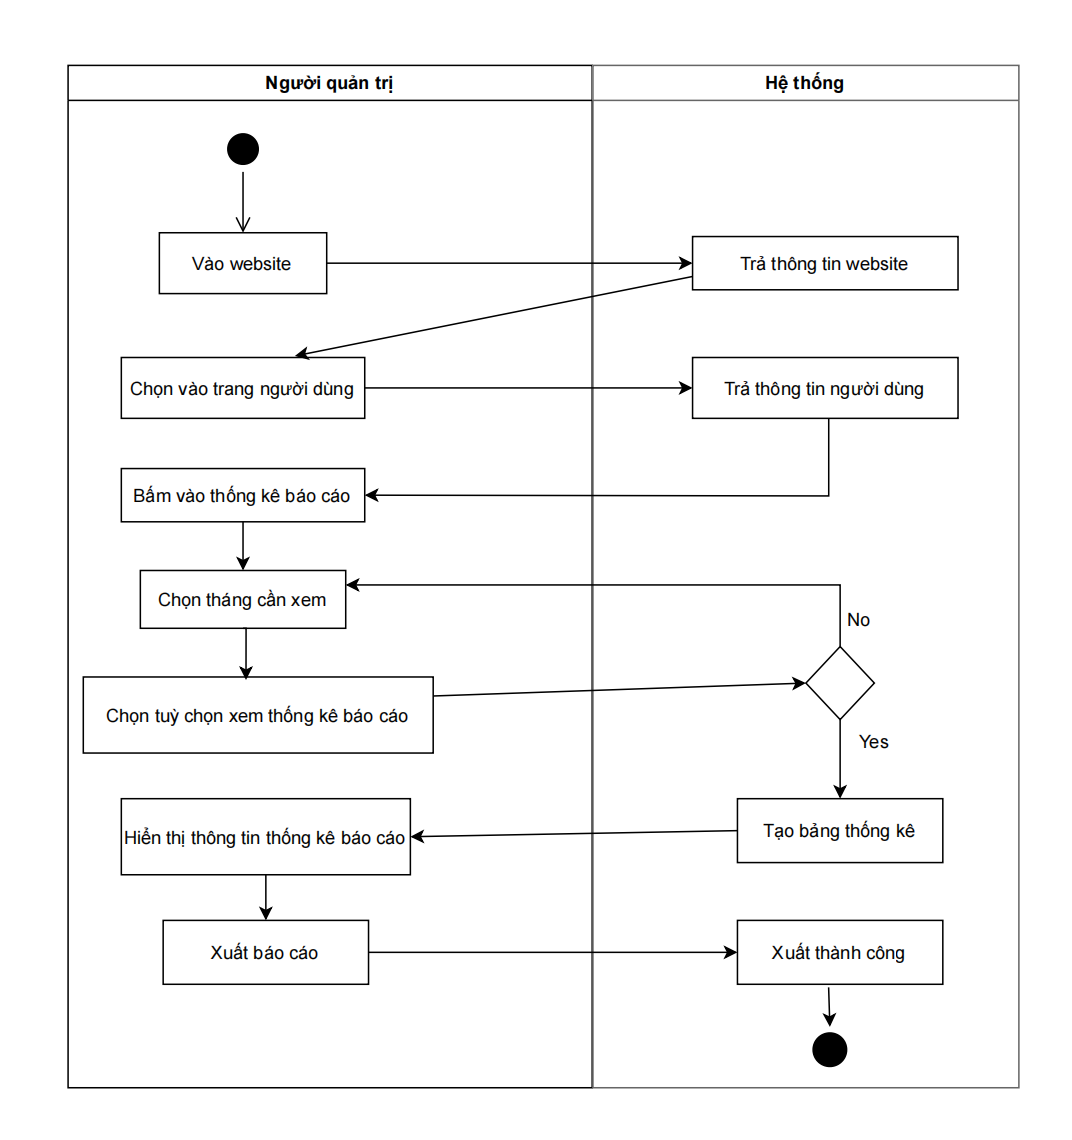 Người quản trị
Hệ thống
Vào website
Trả thông tin website
Chọn vào trang người dùng
Trả thông tin người dùng
Bấm vào thống kê báo cáo
Chọn tháng cần xem
No
Chọn tuỳ chọn xem thống kê báo cáo
Yes
Hiển thị thông tin thống kê báo cáo
Tạo bảng thống kê
Xuất báo cáo
Xuất thành công